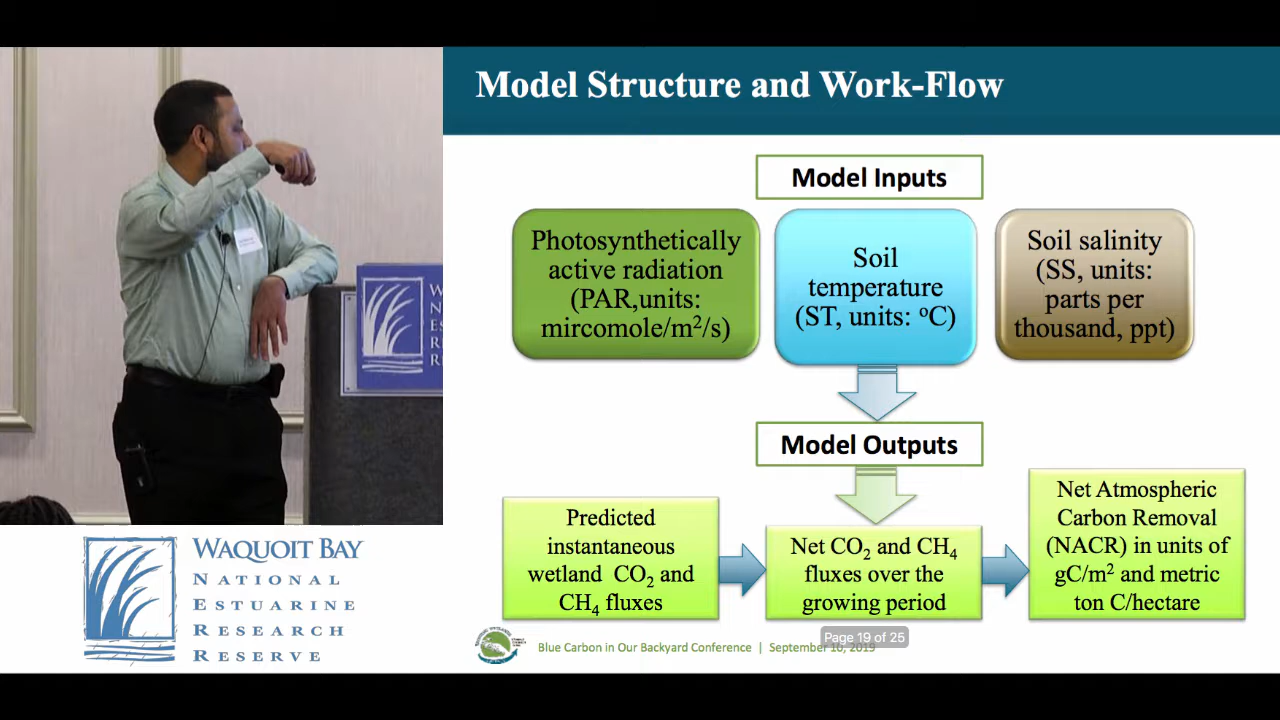 Model Structure and Work-Flow
Model Inputs
Photosynthetically
active radiation
(PAR,units:
mircomole/m²/s)
Soil
temperature
(ST, units: ºC)
Soil salinity
(SS, units:
parts per
thousand, ppt)
Model Outputs
Predicted
instantaneous
wetland CO₂ and
CH₄ fluxes
Net CO₂ and CH₄
fluxes over the
growing period
Net Atmospheric
Carbon Removal
(NACR) in units of
gC/m² and metric
ton C/hectare
Page 19 of 25
Blue Carbon in Our Backyard Conference | September 10, 2019
WAQUOIT BAY
NATIONAL
ESTUARINE
RESEARCH
RESERVE